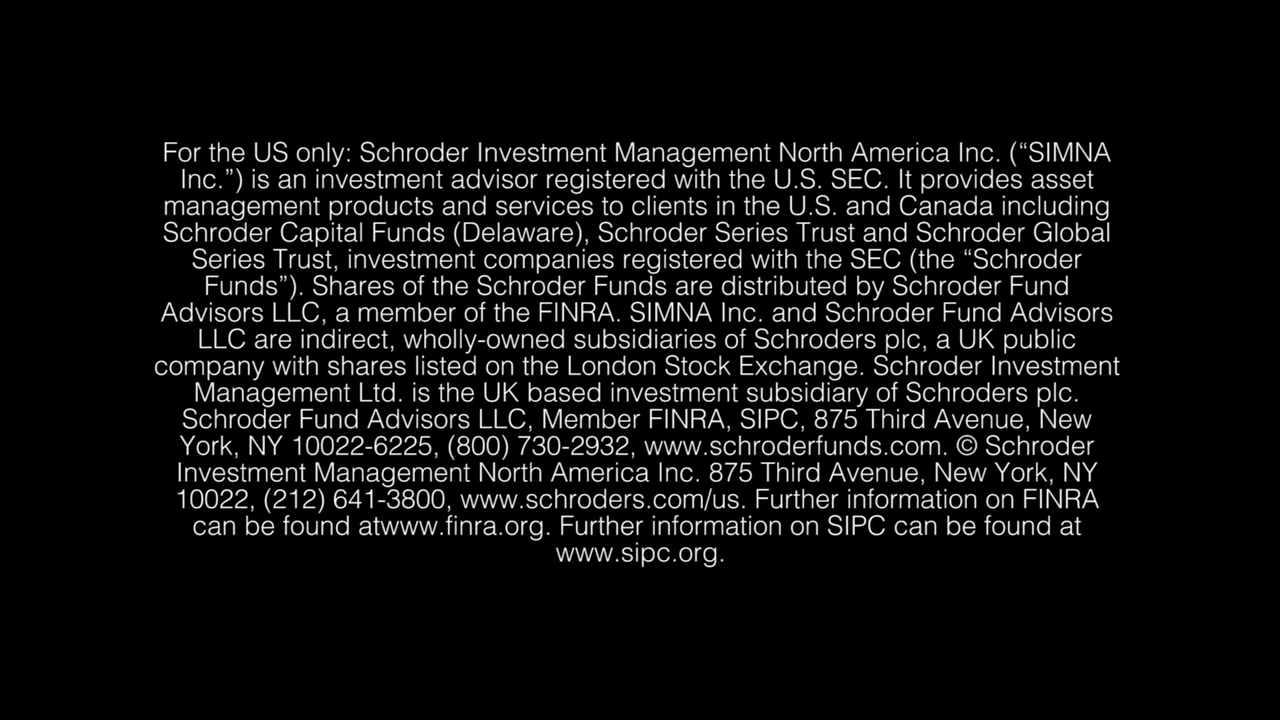 For the US only: Schroder Investment Management North America Inc. (“SIMNA
Inc.”) is an investment advisor registered with the U.S. SEC. It provides asset
management products and services to clients in the U.S. and Canada including
Schroder Capital Funds (Delaware), Schroder Series Trust and Schroder Global
Series Trust, investment companies registered with the SEC (the “Schroder
Funds”). Shares of the Schroder Funds are distributed by Schroder Fund
Advisors LLC, a member of the FINRA. SIMNA Inc. and Schroder Fund Advisors
LLC are indirect, wholly-owned subsidiaries of Schroders plc, a UK public
company with shares listed on the London Stock Exchange. Schroder Investment
Management Ltd. is the UK based investment subsidiary of Schroders plc.
Schroder Fund Advisors LLC, Member FINRA, SIPC, 875 Third Avenue, New
York, NY 10022-6225, (800) 730-2932, www.schroderfunds.com. © Schroder
Investment Management North America Inc. 875 Third Avenue, New York, NY
10022, (212) 641-3800, www.schroders.com/us. Further information on FINRA
can be found atwww.finra.org. Further information on SIPC can be found at
www.sipc.org.